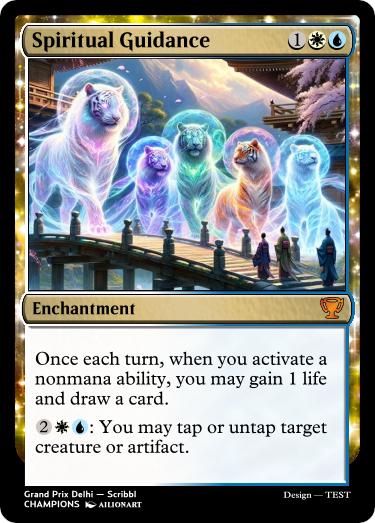 Spiritual Guidance 1
Enchantment
Once each turn, when you activate a
nonmana ability, you may gain 1 life
and draw a card.
2 : You may tap or untap target
creature or artifact.
Grand Prix Delhi — Scribbl
CHAMPIONS AILIONART
Design — TEST